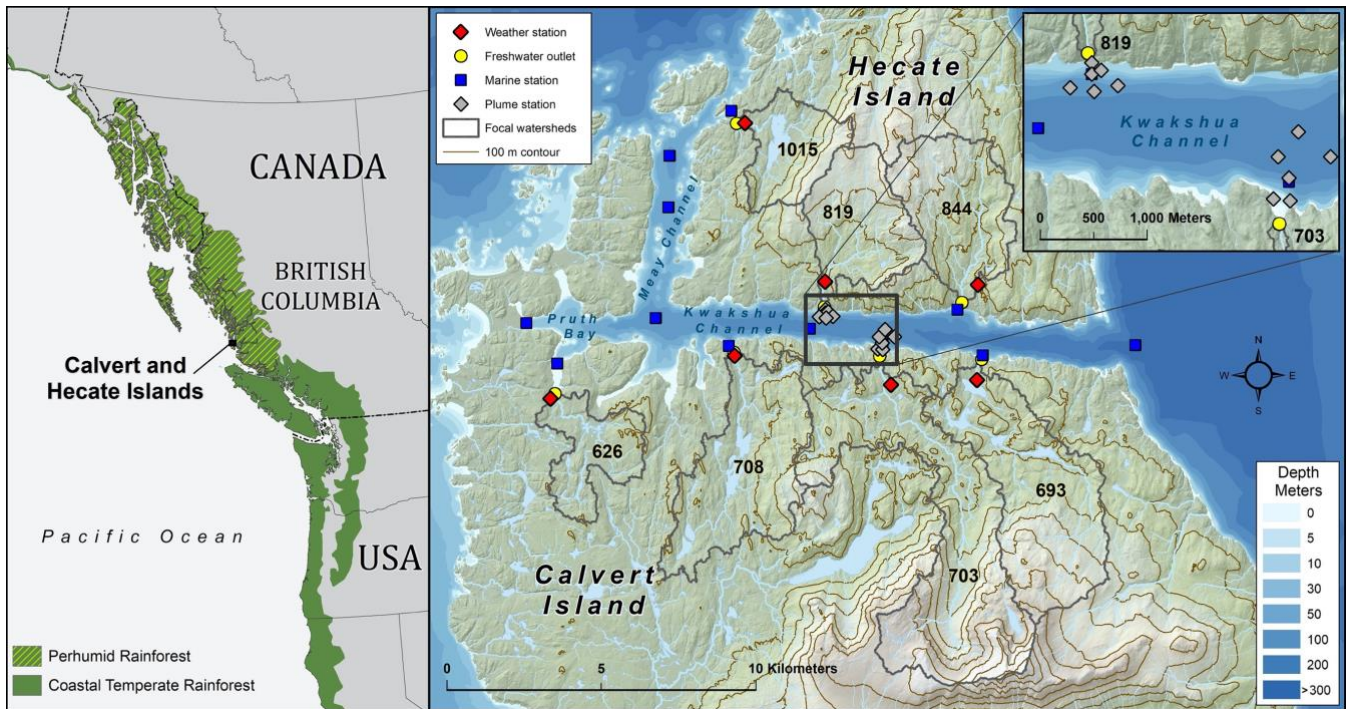 CANADA
BRITISH
COLUMBIA
Calvert and
Hecate Islands
Pacific Ocean
USA
Perhumid Rainforest
Coastal Temperate Rainforest
Weather station
Freshwater outlet
Marine station
Plume station
Focal watersheds
100 m contour
Hecate
Island
1015
819
844
Meay Channel
Pruth
Bay
Kwakshua
Channel
626
708
693
703
Calvert
Island
0 5 10 Kilometers
819
Kwakshua
Channel
0 500 1,000 Meters
703
N
W E
S
Depth
Meters
0
5
10
30
50
100
200
>300